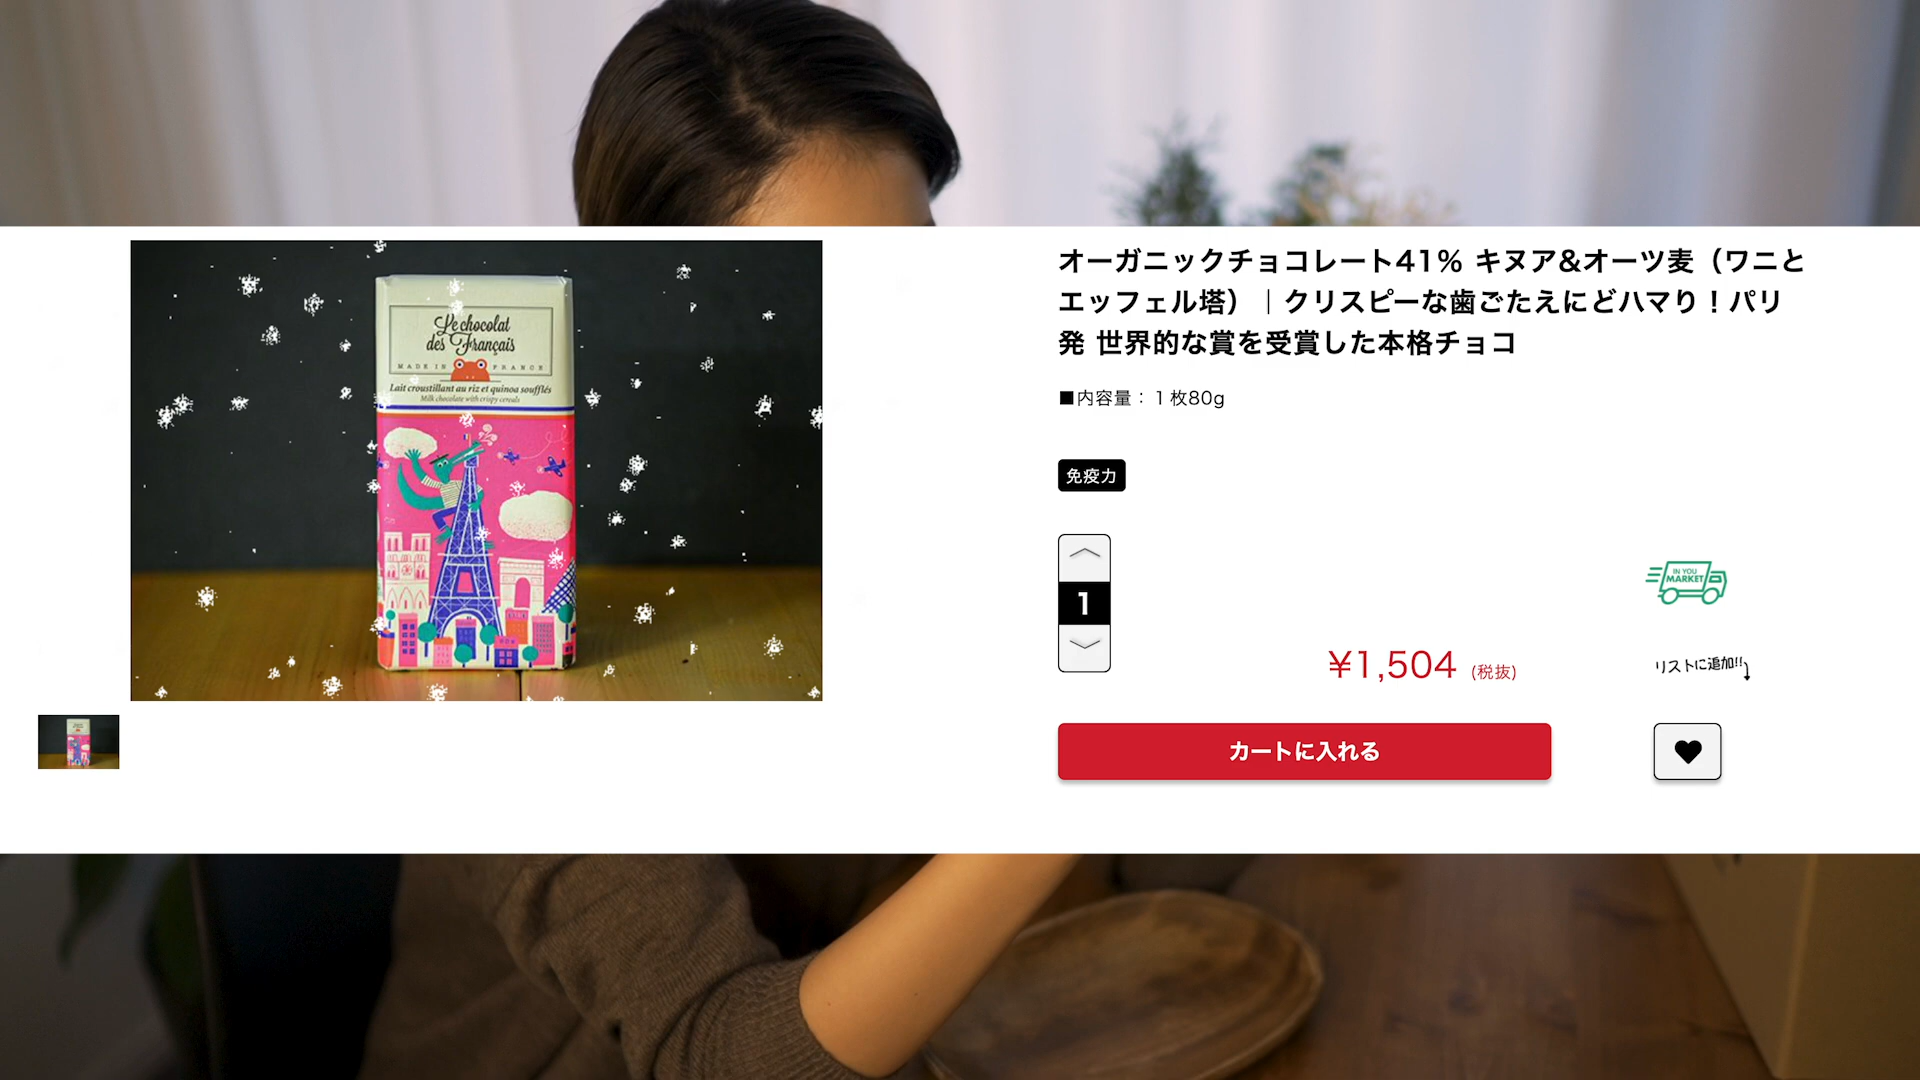 Le chocolat
des Français
MADE IN FRANCE
Lait croustillant au riz et quinoa soufflés
Milk chocolate with crispy cereals
オーガニックチョコレート41% キヌア&オーツ麦（ワニと
エッフェル塔）｜クリスピーな歯ごたえにどハマり！パリ
発 世界的な賞を受賞した本格チョコ
■内容量：１枚80g
免疫力
1
IN YOU
MARKET
¥1,504 (税抜)
リストに追加!!
カートに入れる